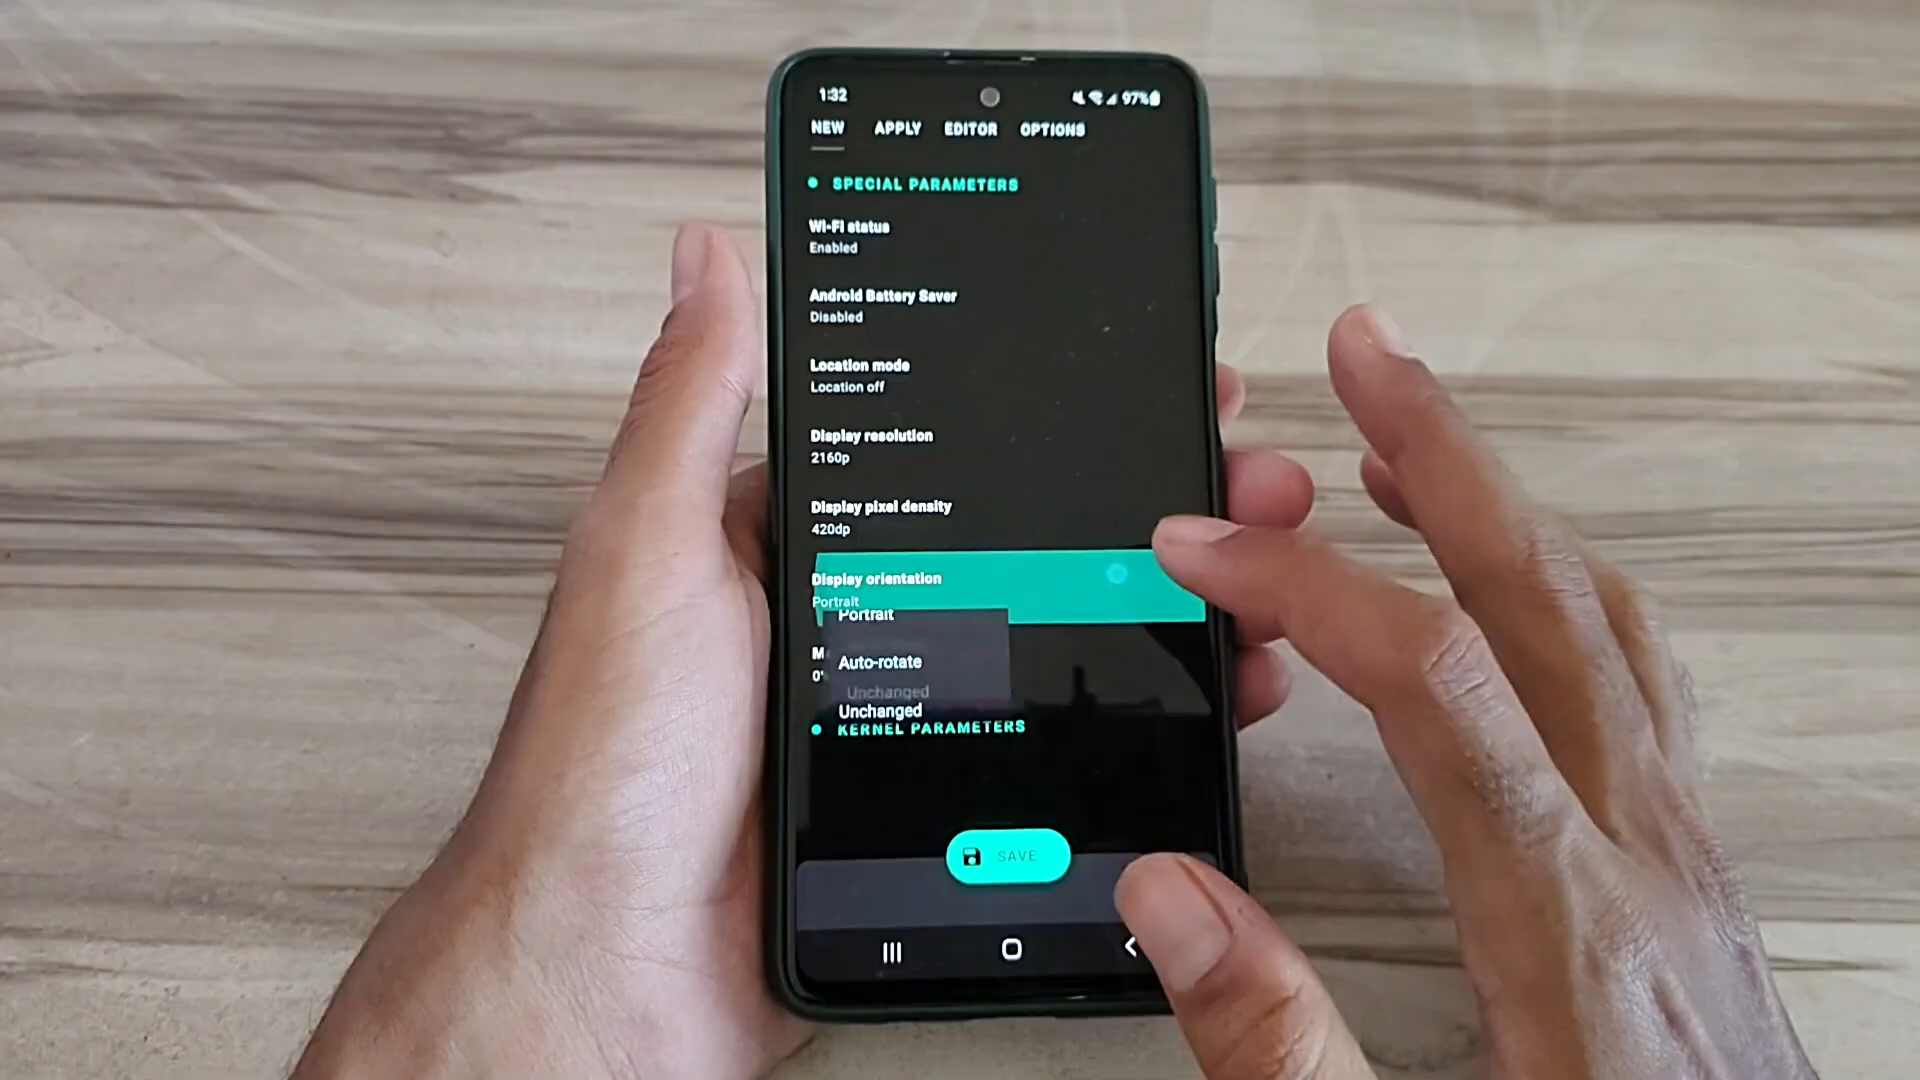 1:32 97%
NEW APPLY EDITOR OPTIONS
SPECIAL PARAMETERS
Wi-Fi status
Enabled
Android Battery Saver
Disabled
Location mode
Location off
Display resolution
2160p
Display pixel density
420dp
Display orientation
Portrait
Portrait
Auto-rotate
Unchanged
Unchanged
KERNEL PARAMETERS
SAVE